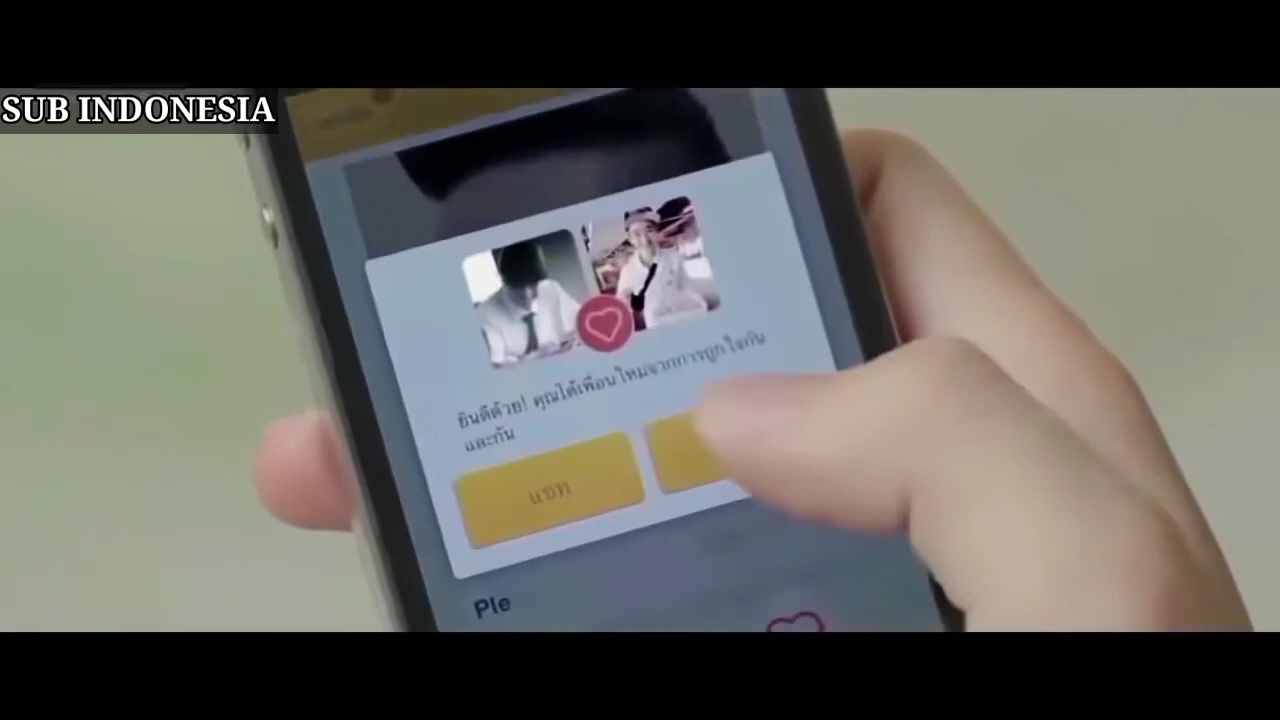 SUB INDONESIA
ยินดีด้วย! คุณได้เพื่อนใหม่จากการถูกใจกัน
และกัน
แชท
Ple